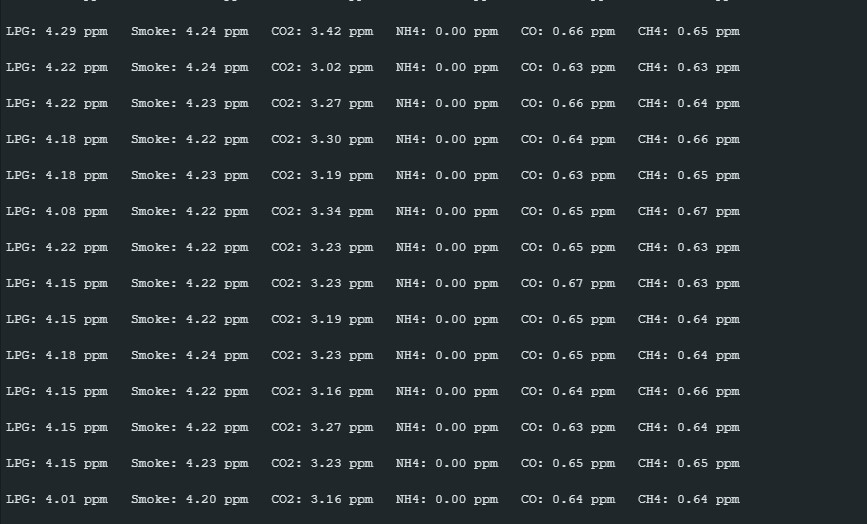 LPG: 4.29 ppm   Smoke: 4.24 ppm   CO2: 3.42 ppm   NH4: 0.00 ppm   CO: 0.66 ppm   CH4: 0.65 ppm
LPG: 4.22 ppm   Smoke: 4.24 ppm   CO2: 3.02 ppm   NH4: 0.00 ppm   CO: 0.63 ppm   CH4: 0.63 ppm
LPG: 4.22 ppm   Smoke: 4.23 ppm   CO2: 3.27 ppm   NH4: 0.00 ppm   CO: 0.66 ppm   CH4: 0.64 ppm
LPG: 4.18 ppm   Smoke: 4.22 ppm   CO2: 3.30 ppm   NH4: 0.00 ppm   CO: 0.64 ppm   CH4: 0.66 ppm
LPG: 4.18 ppm   Smoke: 4.23 ppm   CO2: 3.19 ppm   NH4: 0.00 ppm   CO: 0.63 ppm   CH4: 0.65 ppm
LPG: 4.08 ppm   Smoke: 4.22 ppm   CO2: 3.34 ppm   NH4: 0.00 ppm   CO: 0.65 ppm   CH4: 0.67 ppm
LPG: 4.22 ppm   Smoke: 4.22 ppm   CO2: 3.23 ppm   NH4: 0.00 ppm   CO: 0.65 ppm   CH4: 0.63 ppm
LPG: 4.15 ppm   Smoke: 4.22 ppm   CO2: 3.23 ppm   NH4: 0.00 ppm   CO: 0.67 ppm   CH4: 0.63 ppm
LPG: 4.15 ppm   Smoke: 4.22 ppm   CO2: 3.19 ppm   NH4: 0.00 ppm   CO: 0.65 ppm   CH4: 0.64 ppm
LPG: 4.18 ppm   Smoke: 4.24 ppm   CO2: 3.23 ppm   NH4: 0.00 ppm   CO: 0.65 ppm   CH4: 0.64 ppm
LPG: 4.15 ppm   Smoke: 4.22 ppm   CO2: 3.16 ppm   NH4: 0.00 ppm   CO: 0.64 ppm   CH4: 0.66 ppm
LPG: 4.15 ppm   Smoke: 4.22 ppm   CO2: 3.27 ppm   NH4: 0.00 ppm   CO: 0.63 ppm   CH4: 0.64 ppm
LPG: 4.15 ppm   Smoke: 4.23 ppm   CO2: 3.23 ppm   NH4: 0.00 ppm   CO: 0.65 ppm   CH4: 0.65 ppm
LPG: 4.01 ppm   Smoke: 4.20 ppm   CO2: 3.16 ppm   NH4: 0.00 ppm   CO: 0.64 ppm   CH4: 0.64 ppm